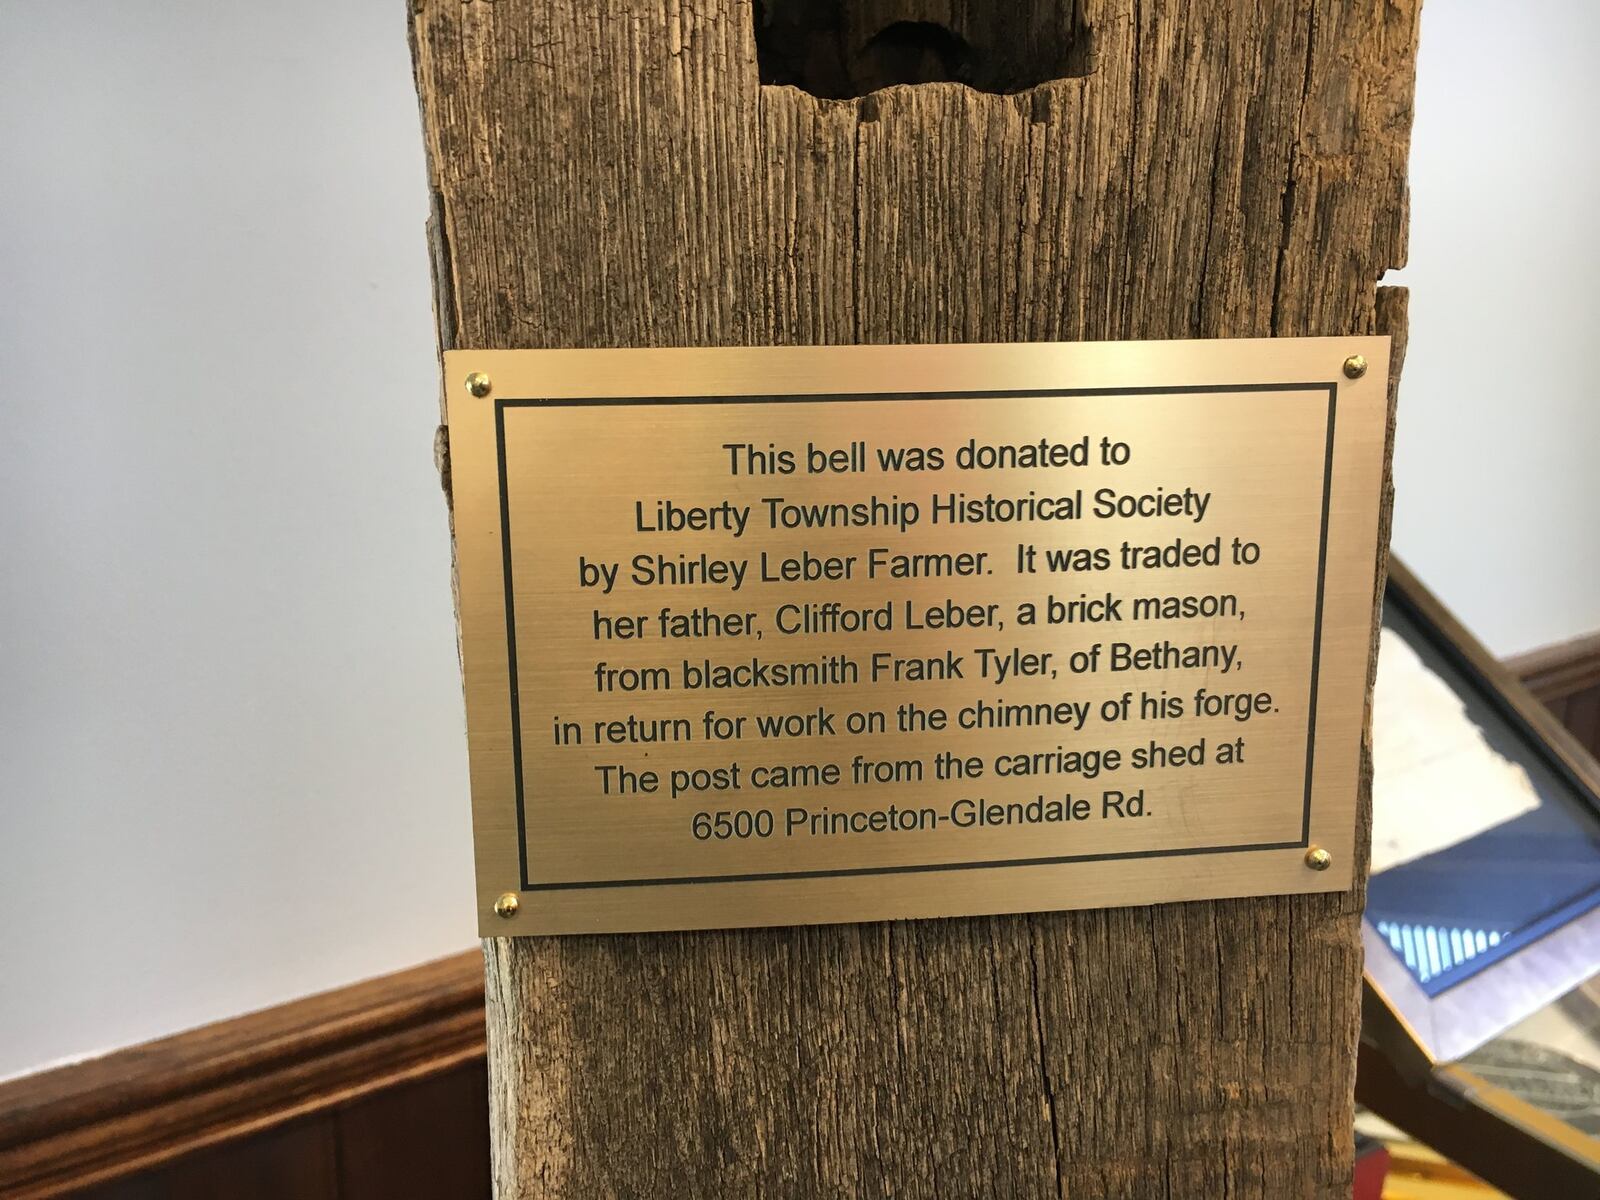 This bell was donated to
Liberty Township Historical Society
by Shirley Leber Farmer. It was traded to
her father, Clifford Leber, a brick mason,
from blacksmith Frank Tyler, of Bethany,
in return for work on the chimney of his forge.
The post came from the carriage shed at
6500 Princeton-Glendale Rd.